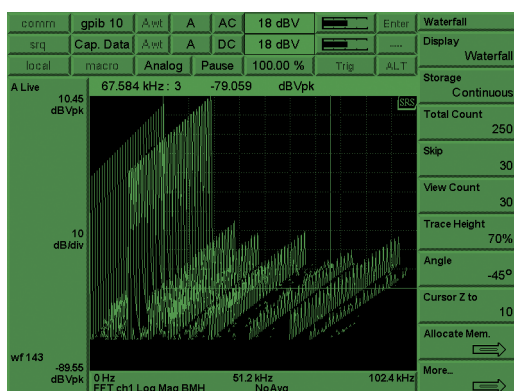 comm gpib 10 Awt A AC 18 dBV Enter Waterfall
srq Cap. Data Awt A DC 18 dBV ---- Display
Waterfall
local macro Analog Pause 100.00 % Trig ALT
Storage
Continuous
A Live 67.584 kHz: 3 -79.059 dBVpk
10.45
dBVpk
SRS
Total Count
250
Skip
30
View Count
30
Trace Height
70%
10
dB/div
Angle
-45º
Cursor Z to
10
Allocate Mem.
wf 143
-89.55
dBVpk
0 Hz 51.2 kHz 102.4 kHz
More...
FFT ch1 Log Mag BMH NoAvg